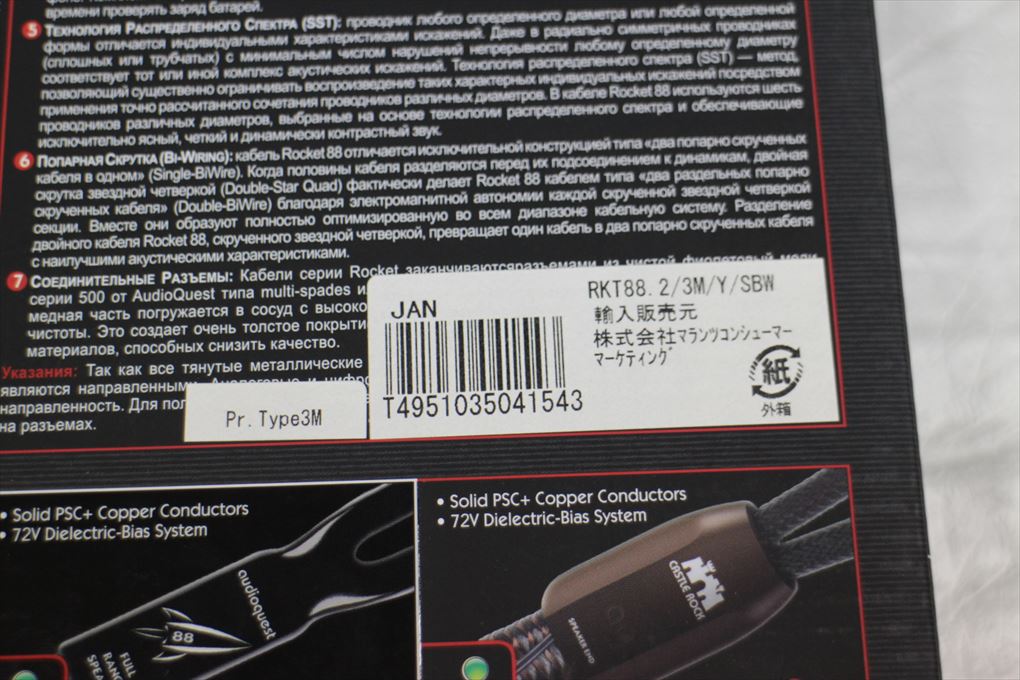 времени проверять заряд батарей.
5 Технология Распределенного Спектра (SST): проводник любого определенного диаметра или любой определенной
формы отличается индивидуальными характеристиками искажений. Даже в радиально симметричных проводниках
(сплошных или трубчатых) с минимальным числом нарушений непрерывности любому определенному диаметру
соответствует тот или иной комплекс акустических искажений. Технология распределенного спектра (SST) — метод,
позволяющий существенно ограничивать воспроизведение таких характерных индивидуальных искажений посредством
применения точно рассчитанного сочетания проводников различных диаметров. В кабеле Rocket 88 используются шесть
проводников различных диаметров, выбранные на основе технологии распределенного спектра и обеспечивающие
исключительно ясный, четкий и динамически контрастный звук.
6 Попарная Скрутка (Bi-Wiring): кабель Rocket 88 отличается исключительной конструкцией типа «два попарно скрученных
кабеля в одном» (Single-BiWire). Когда половины кабеля разделяются перед их подсоединением к динамикам, двойная
скрутка звездной четверкой (Double-Star Quad) фактически делает Rocket 88 кабелем типа «два раздельных попарно
скрученных кабеля» (Double-BiWire) благодаря электромагнитной автономии каждой скрученной звездной четверкой
секции. Вместе они образуют полностью оптимизированную во всем диапазоне кабельную систему. Разделение
двойного кабеля Rocket 88, скрученного звездной четверкой, превращает один кабель в два попарно скрученных кабеля
с наилучшими акустическими характеристиками.
7 Соединительные Разъемы: Кабели серии Rocket заканчиваютсяразъемами из чистой фиолетовый меди
серии 500 от AudioQuest типа multi-spades и
медная часть погружается в сосуд с высоко
чистоты. Это создает очень толстое покрыти
материалов, способных снизить качество.
Указания: Так как все тянутые металлические
являются направленными. Аналоговые и цифро
направленность. Для пол
на разъемах.
JAN
T4951035041543
RKT88.2/3M/Y/SBW
輸入販売元
株式会社マランツコンシューマー
マーケティング
紙
外箱
Pr.Type3M
• Solid PSC+ Copper Conductors
• 72V Dielectric-Bias System
audioquest
88
FULL
RANG
SPEA
• Solid PSC+ Copper Conductors
• 72V Dielectric-Bias System
CASTLE ROCK
SPEAKER END